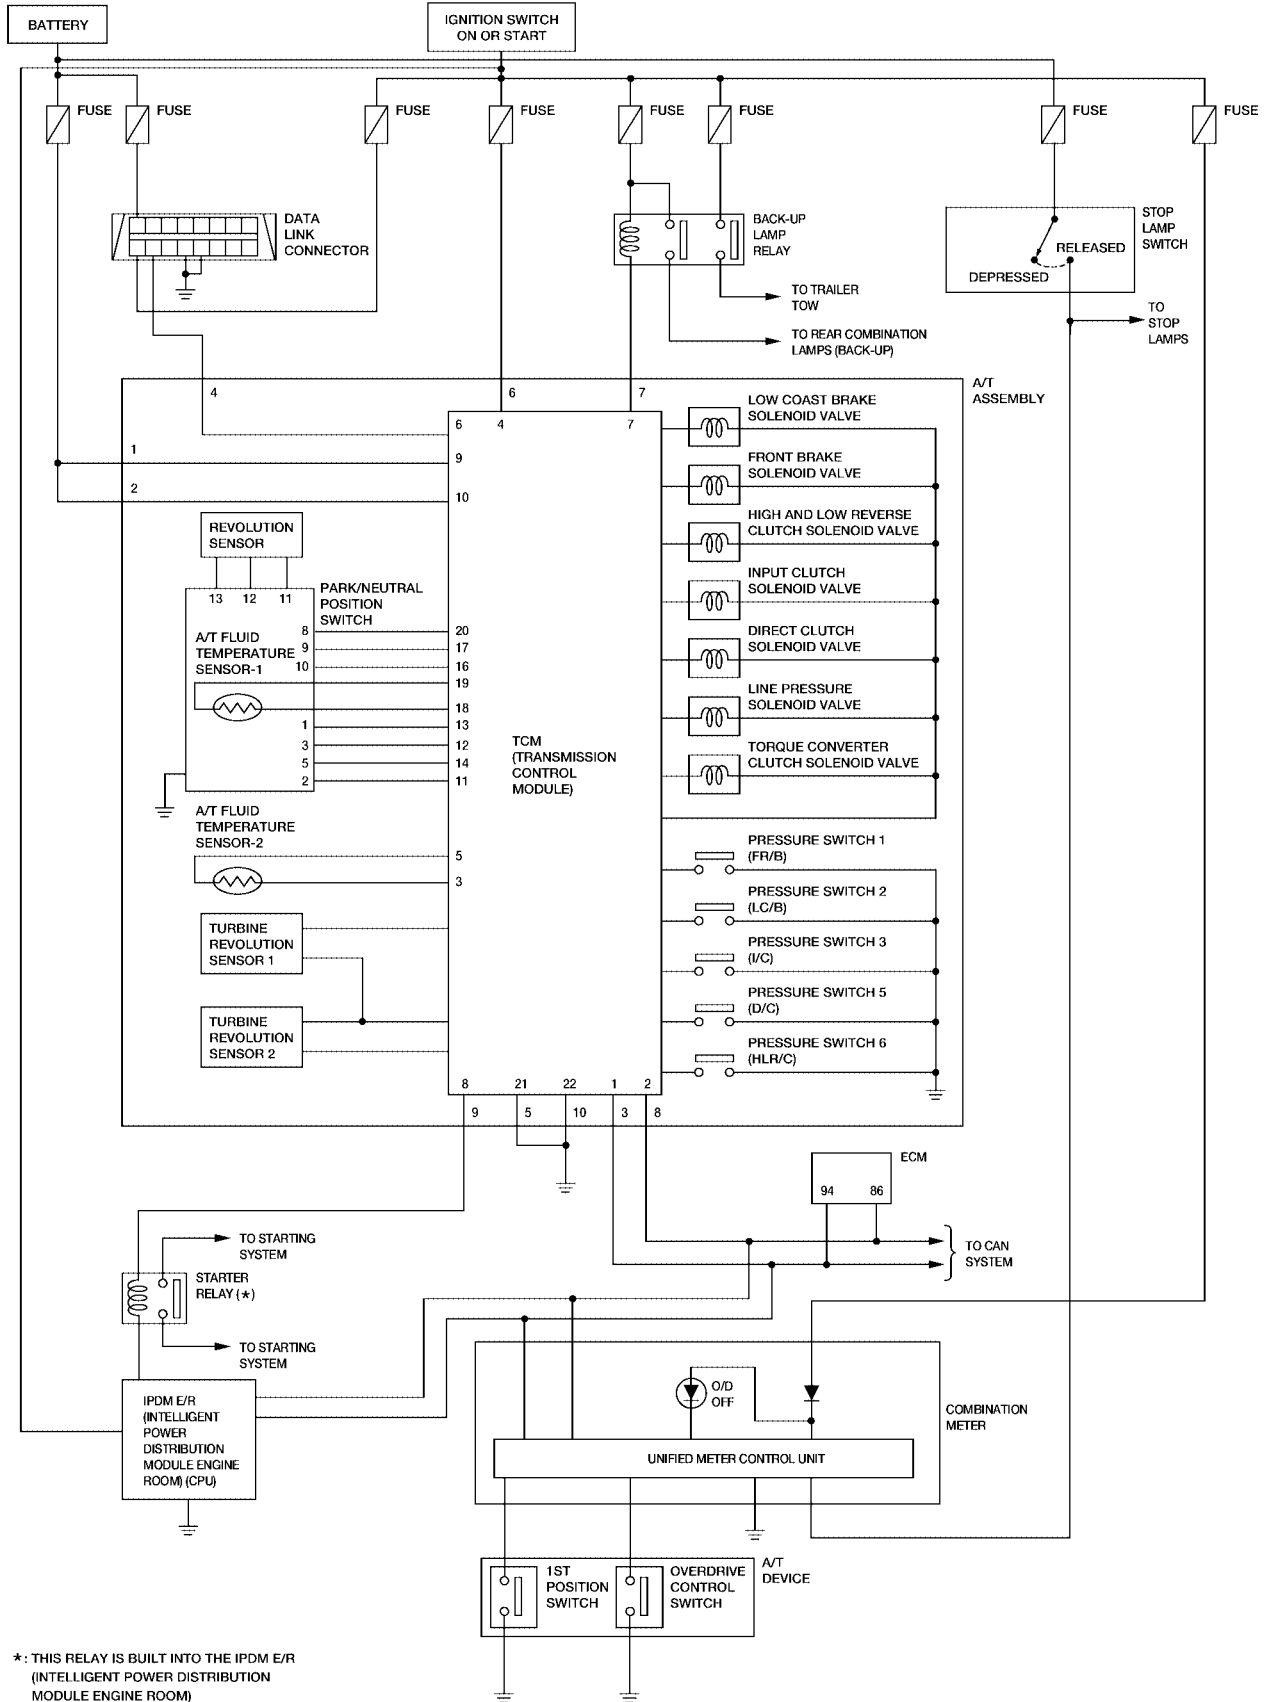 BATTERY
IGNITION SWITCH
ON OR START
FUSE
FUSE
FUSE
FUSE
FUSE
FUSE
FUSE
FUSE
DATA
LINK
CONNECTOR
BACK-UP
LAMP
RELAY
STOP
LAMP
SWITCH
RELEASED
DEPRESSED
TO TRAILER
TOW
TO REAR COMBINATION
LAMPS (BACK-UP)
TO
STOP
LAMPS
A/T
ASSEMBLY
4
6
7
6
4
7
1
9
2
10
LOW COAST BRAKE
SOLENOID VALVE
FRONT BRAKE
SOLENOID VALVE
HIGH AND LOW REVERSE
CLUTCH SOLENOID VALVE
INPUT CLUTCH
SOLENOID VALVE
DIRECT CLUTCH
SOLENOID VALVE
LINE PRESSURE
SOLENOID VALVE
TORQUE CONVERTER
CLUTCH SOLENOID VALVE
REVOLUTION
SENSOR
13 12 11
PARK/NEUTRAL
POSITION
SWITCH
A/T FLUID
TEMPERATURE
SENSOR-1
8
9
10
1
3
5
2
20
17
16
19
18
13
12
14
11
TCM
(TRANSMISSION
CONTROL
MODULE)
A/T FLUID
TEMPERATURE
SENSOR-2
5
3
TURBINE
REVOLUTION
SENSOR 1
TURBINE
REVOLUTION
SENSOR 2
PRESSURE SWITCH 1
(FR/B)
PRESSURE SWITCH 2
(LC/B)
PRESSURE SWITCH 3
(I/C)
PRESSURE SWITCH 5
(D/C)
PRESSURE SWITCH 6
(HLR/C)
8 21 22 1 2
9 5 10 3 8
ECM
94 86
TO CAN
SYSTEM
TO STARTING
SYSTEM
STARTER
RELAY (*)
TO STARTING
SYSTEM
IPDM E/R
(INTELLIGENT
POWER
DISTRIBUTION
MODULE ENGINE
ROOM) (CPU)
O/D
OFF
COMBINATION
METER
UNIFIED METER CONTROL UNIT
1ST
POSITION
SWITCH
OVERDRIVE
CONTROL
SWITCH
A/T
DEVICE
*: THIS RELAY IS BUILT INTO THE IPDM E/R
(INTELLIGENT POWER DISTRIBUTION
MODULE ENGINE ROOM)